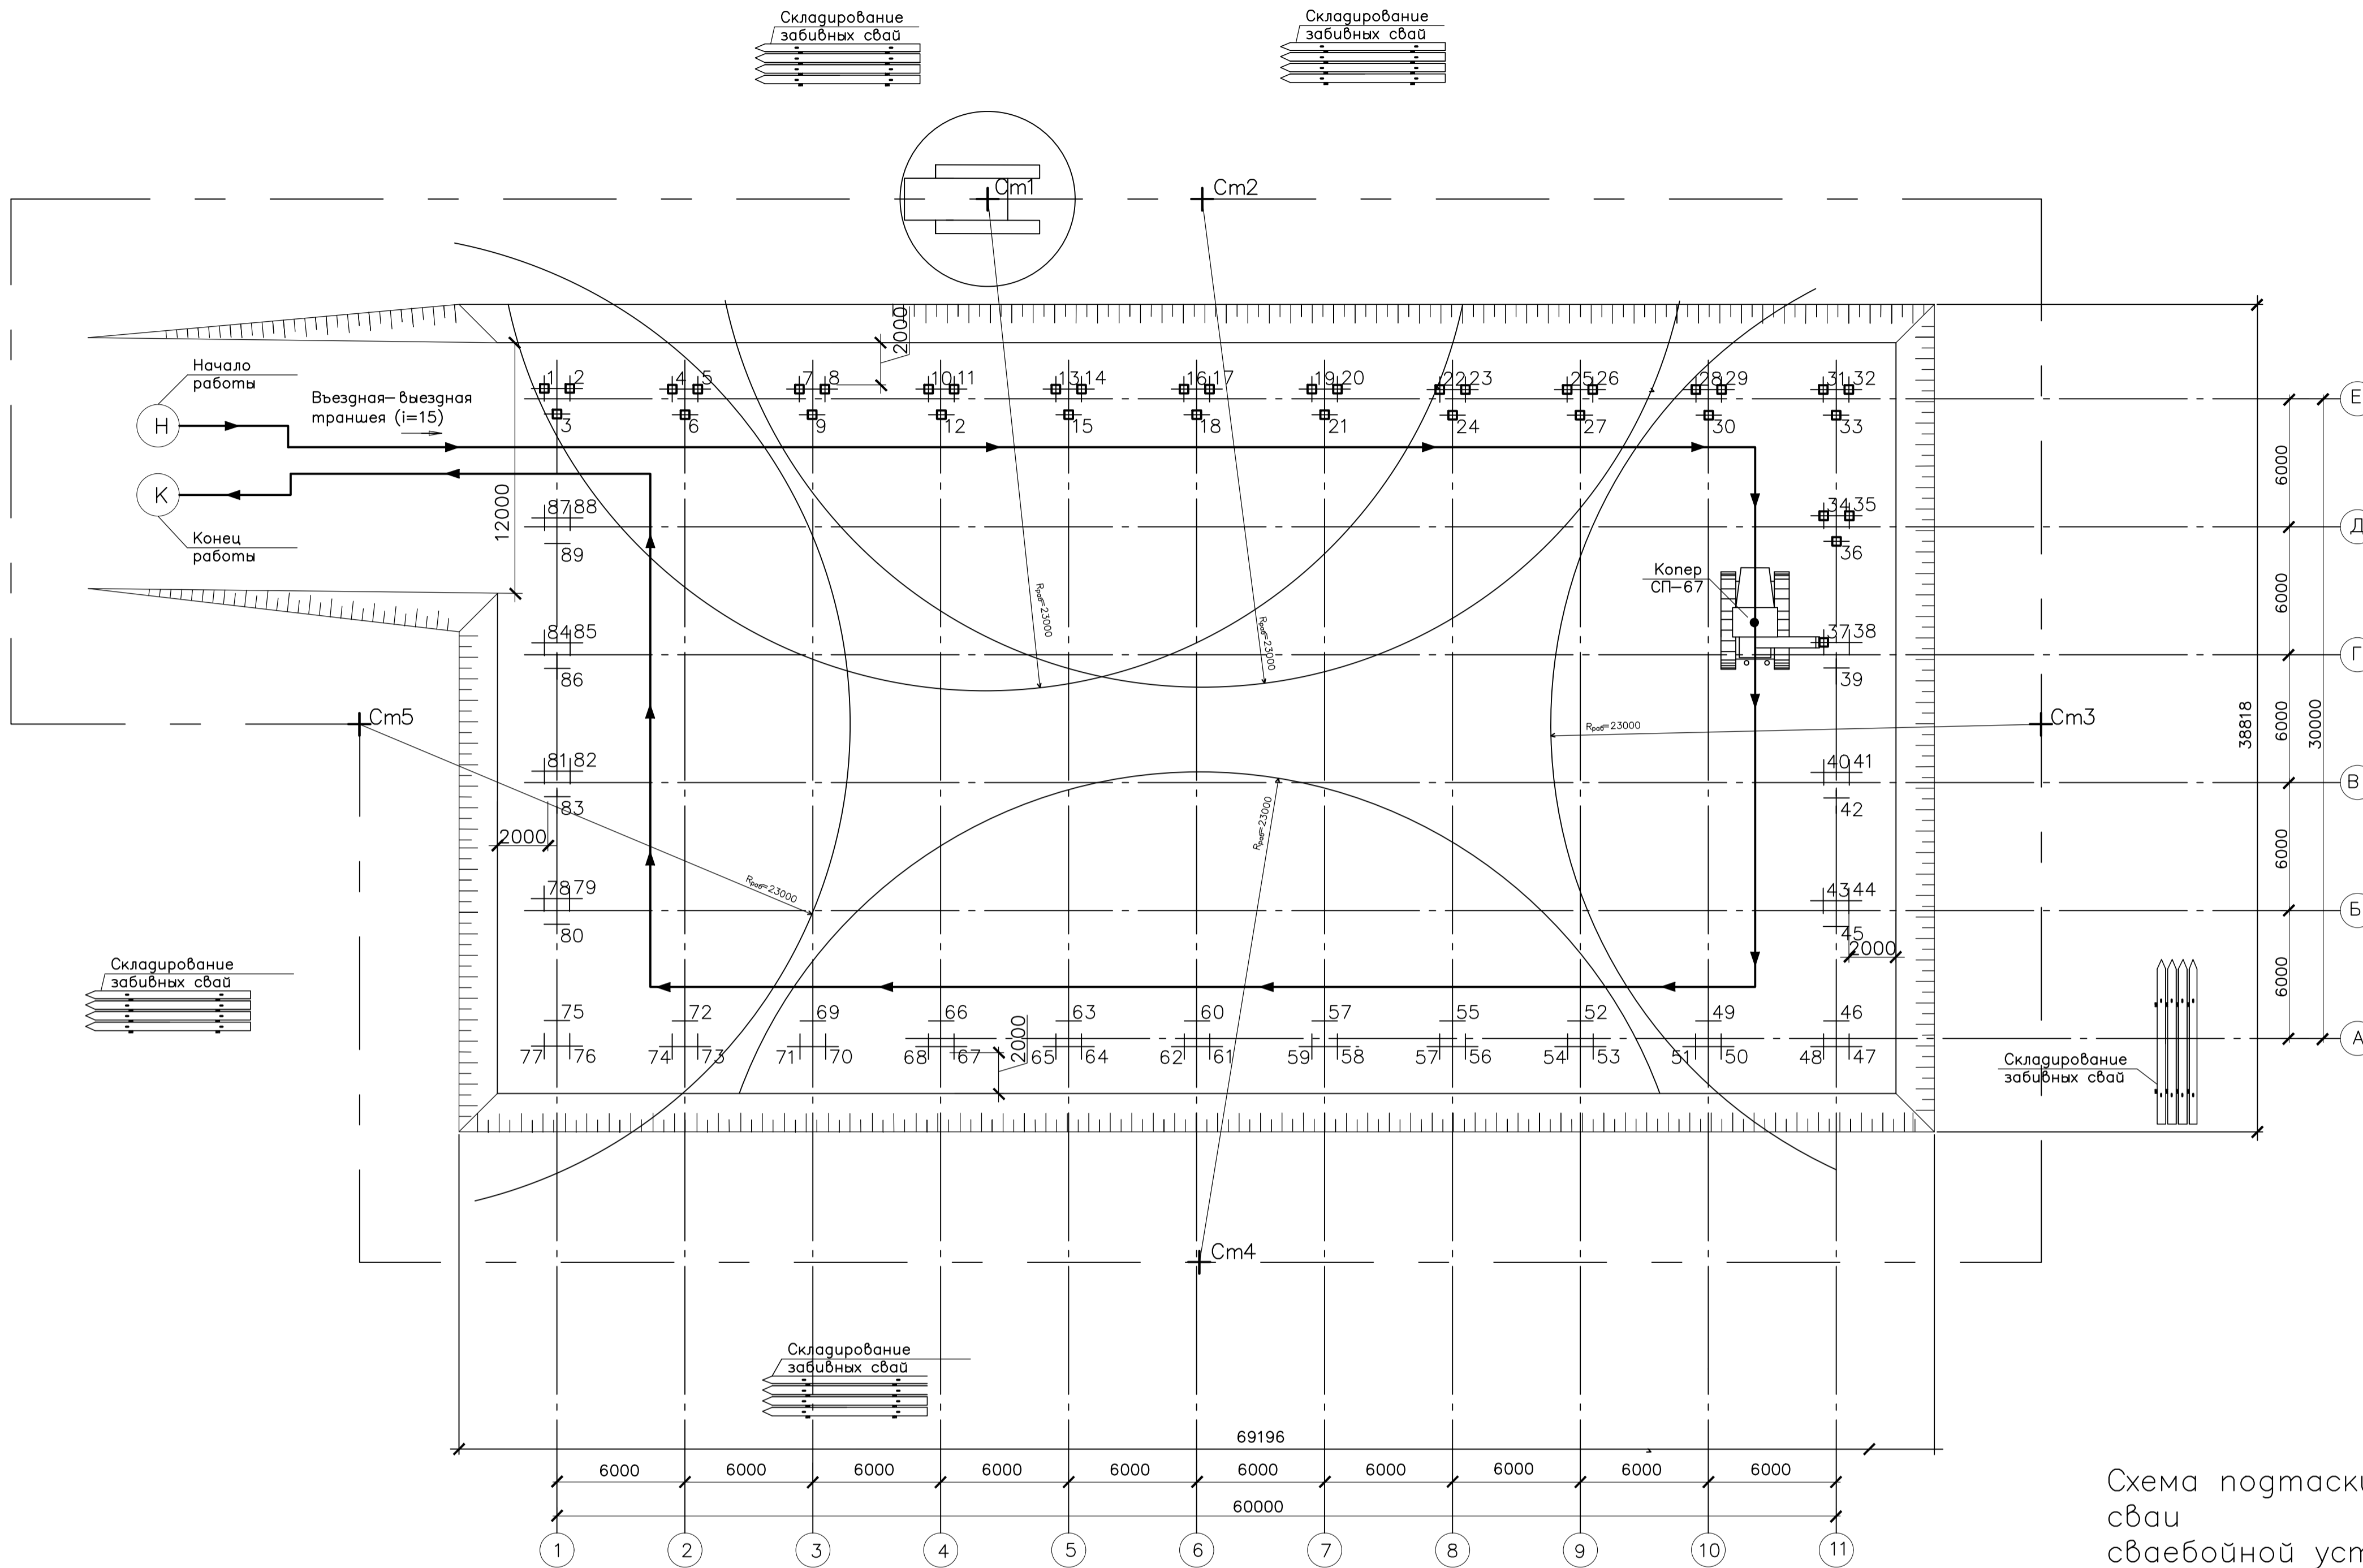 Складирование
забивных свай
Складирование
забивных свай
Ст1
Ст2
2000
Начало
работы
Н
Въездная-выездная
траншея (i=15)
К
Конец
работы
12000
1 2 4 5 7 8 10 11 13 14 16 17 19 20 22 23 25 26 28 29 31 32
3 6 9 12 15 18 21 24 27 30 33
Е
6000
87 88
34 35
Д
89
36
Rраб=23000
Rраб=23000
Копер
СП-67
6000
84 85
37 38
Г
86
39
Ст5
Rраб=23000
Ст3
6000
38818
30000
81 82
40 41
В
83
42
2000
Rраб=23000
6000
Rраб=23000
78 79
43 44
Б
80
45
2000
Складирование
забивных свай
6000
75 72 69 66 63 60 57 55 52 49 46
2000
А
77 76 74 73 71 70 68 67 65 64 62 61 59 58 57 56 54 53 51 50 48 47
Складирование
забивных свай
Ст4
Складирование
забивных свай
69196
6000 6000 6000 6000 6000 6000 6000 6000 6000 6000
60000
1 2 3 4 5 6 7 8 9 10 11
Схема
сваи
сваебойной